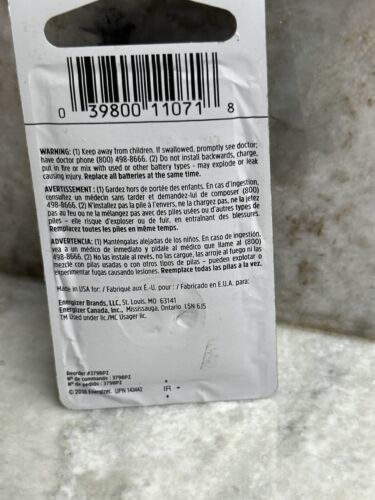 0 39800 11071 8
WARNING: (1) Keep away from children. If swallowed, promptly see doctor;
have doctor phone (800) 498-8666. (2) Do not install backwards, charge,
put in fire or mix with used or other battery types - may explode or leak
causing injury. Replace all batteries at the same time.
AVERTISSEMENT : (1) Gardez hors de portée des enfants. En cas d'ingestion,
consultez un médecin sans tarder et demandez-lui de composer (800)
498-8666. (2) N'installez pas la pile à l'envers, ne la chargez pas, ne la jetez
pas au feu ou ne la mélangez pas avec des piles usées ou d'autres types de
piles - elle risque d'exploser ou de fuir, en entraînant des blessures.
Remplacez toutes les piles en même temps.
ADVERTENCIA: (1) Manténgalas alejadas de los niños. En caso de ingestión,
vea a un médico de inmediato y pídale al médico que llame al (800)
498-8666. (2) No las instale al revés, no las cargue, las arroje al fuego ni las
mezcle con pilas usadas o con otros tipos de pilas - pueden explotar o
experimentar fugas causando lesiones. Reemplace todas las pilas a la vez.
Made in USA for: / Fabriqué aux É.-U. pour : / Fabricado en E.U.A. para:
Energizer Brands, LLC, St. Louis, MO 63141
Energizer Canada, Inc., Mississauga, Ontario L5N 6J5
TM Used under lic./MC Usager lic.
Reorder #379BPZ
Nº de commande : 379BPZ
Nº de pedido : 379BPZ
© 2018 Energizer. UPN 143442
IR